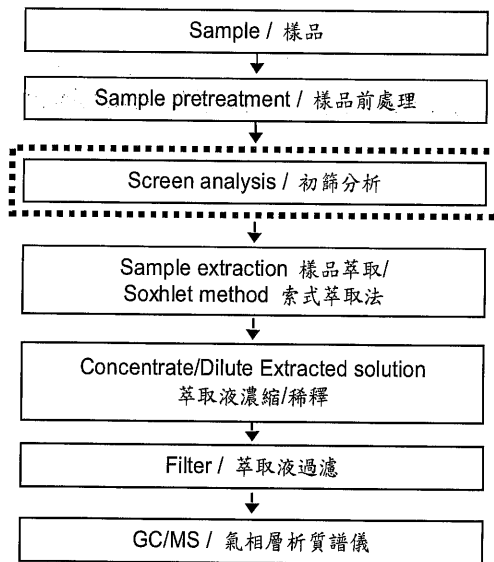 Sample / 樣品
Sample pretreatment / 樣品前處理
Screen analysis / 初篩分析
Sample extraction 樣品萃取/
Soxhlet method 索式萃取法
Concentrate/Dilute Extracted solution
萃取液濃縮/稀釋
Filter / 萃取液過濾
GC/MS / 氣相層析質譜儀